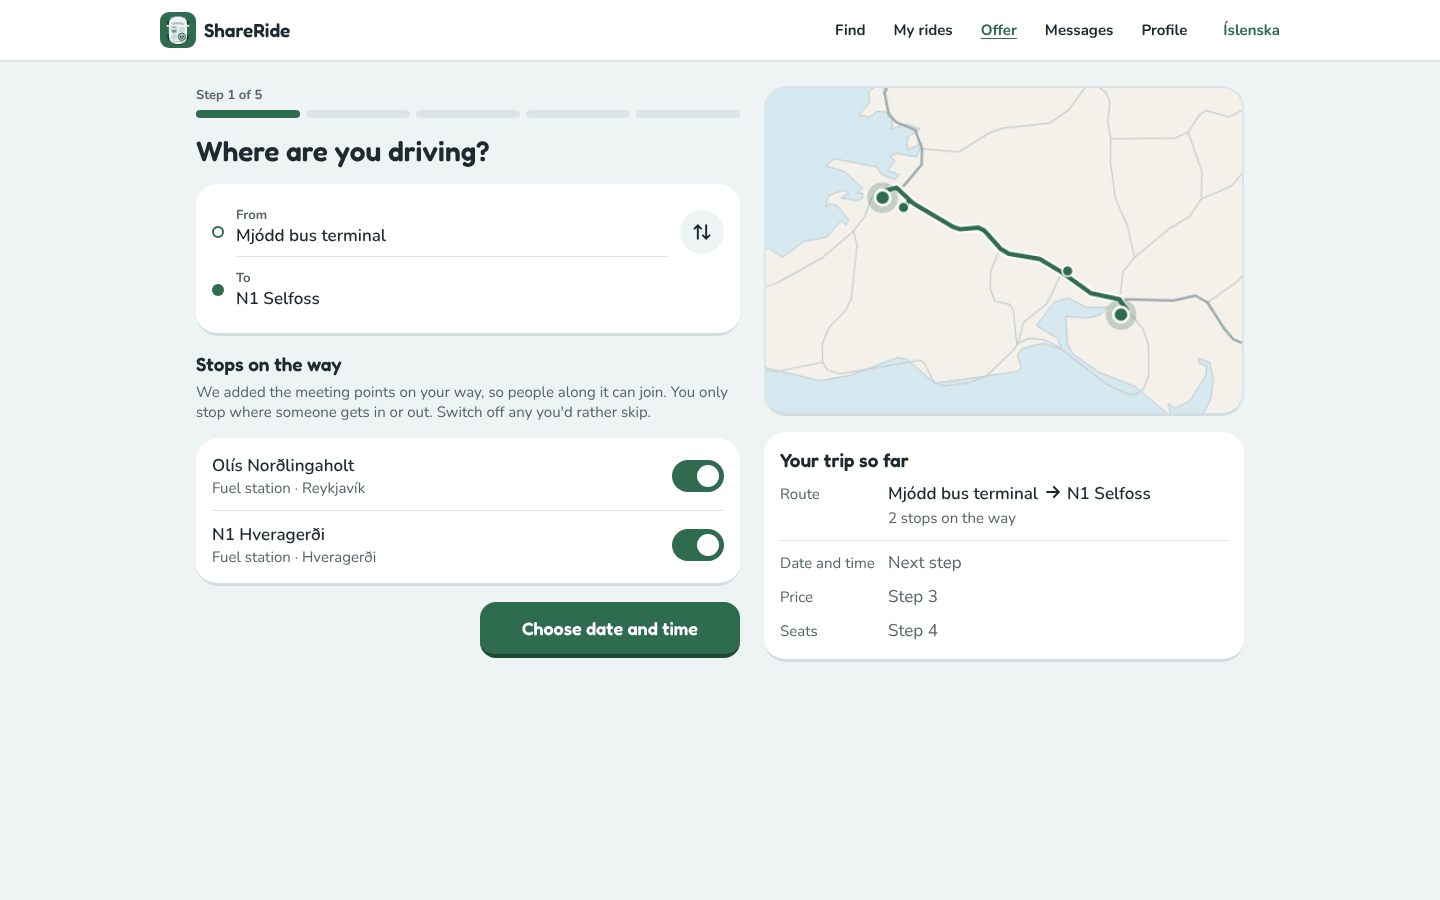 ShareRide
Find
My rides
Offer
Messages
Profile
Íslenska
Step 1 of 5
Where are you driving?
From
Mjódd bus terminal
To
N1 Selfoss
Stops on the way
We added the meeting points on your way, so people along it can join. You only
stop where someone gets in or out. Switch off any you'd rather skip.
Olís Norðlingaholt
Fuel station · Reykjavík
N1 Hveragerði
Fuel station · Hveragerði
Choose date and time
Your trip so far
Route
Mjódd bus terminal → N1 Selfoss
2 stops on the way
Date and time
Next step
Price
Step 3
Seats
Step 4